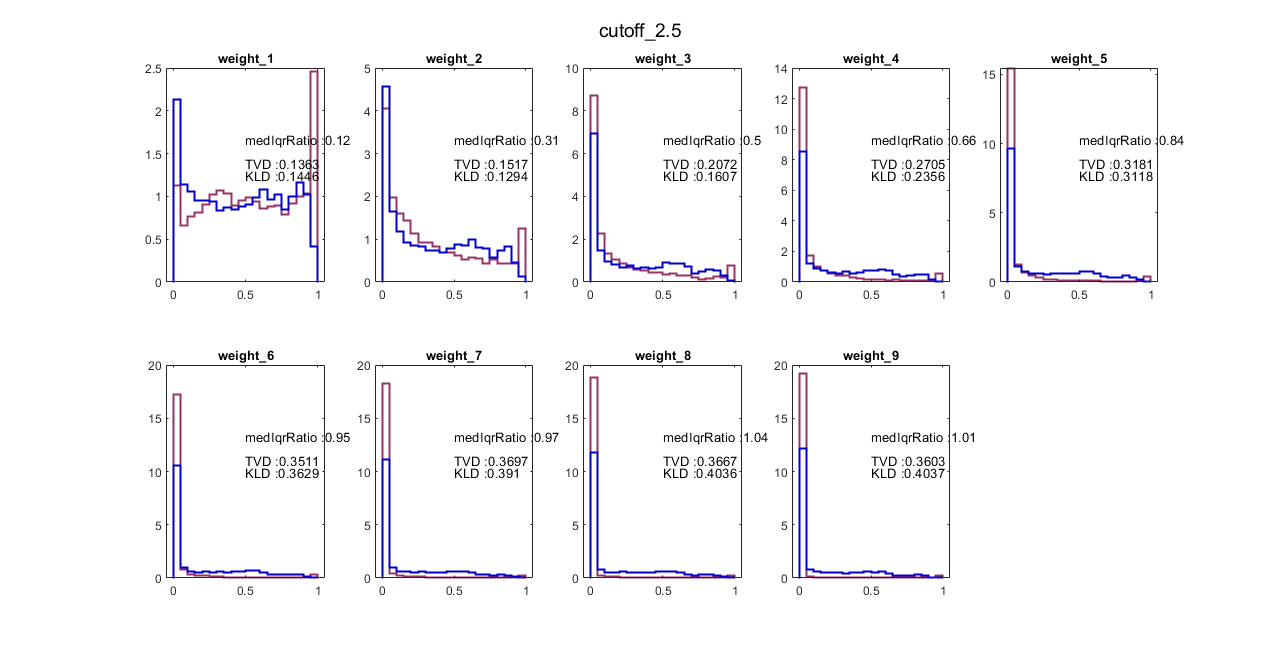 cutoff_2.5
weight_1
2.5
2
1.5
1
0.5
0
0
0.5
1
medIqrRatio :0.12
TVD :0.1363
KLD :0.1446
weight_2
5
4
3
2
1
0
0
0.5
1
medIqrRatio :0.31
TVD :0.1517
KLD :0.1294
weight_3
10
8
6
4
2
0
0
0.5
1
medIqrRatio :0.5
TVD :0.2072
KLD :0.1607
weight_4
14
12
10
8
6
4
2
0
0
0.5
1
medIqrRatio :0.66
TVD :0.2705
KLD :0.2356
weight_5
15
10
5
0
0
0.5
1
medIqrRatio :0.84
TVD :0.3181
KLD :0.3118
weight_6
20
15
10
5
0
0
0.5
1
medIqrRatio :0.95
TVD :0.3511
KLD :0.3629
weight_7
20
15
10
5
0
0
0.5
1
medIqrRatio :0.97
TVD :0.3697
KLD :0.391
weight_8
20
15
10
5
0
0
0.5
1
medIqrRatio :1.04
TVD :0.3667
KLD :0.4036
weight_9
20
15
10
5
0
0
0.5
1
medIqrRatio :1.01
TVD :0.3603
KLD :0.4037